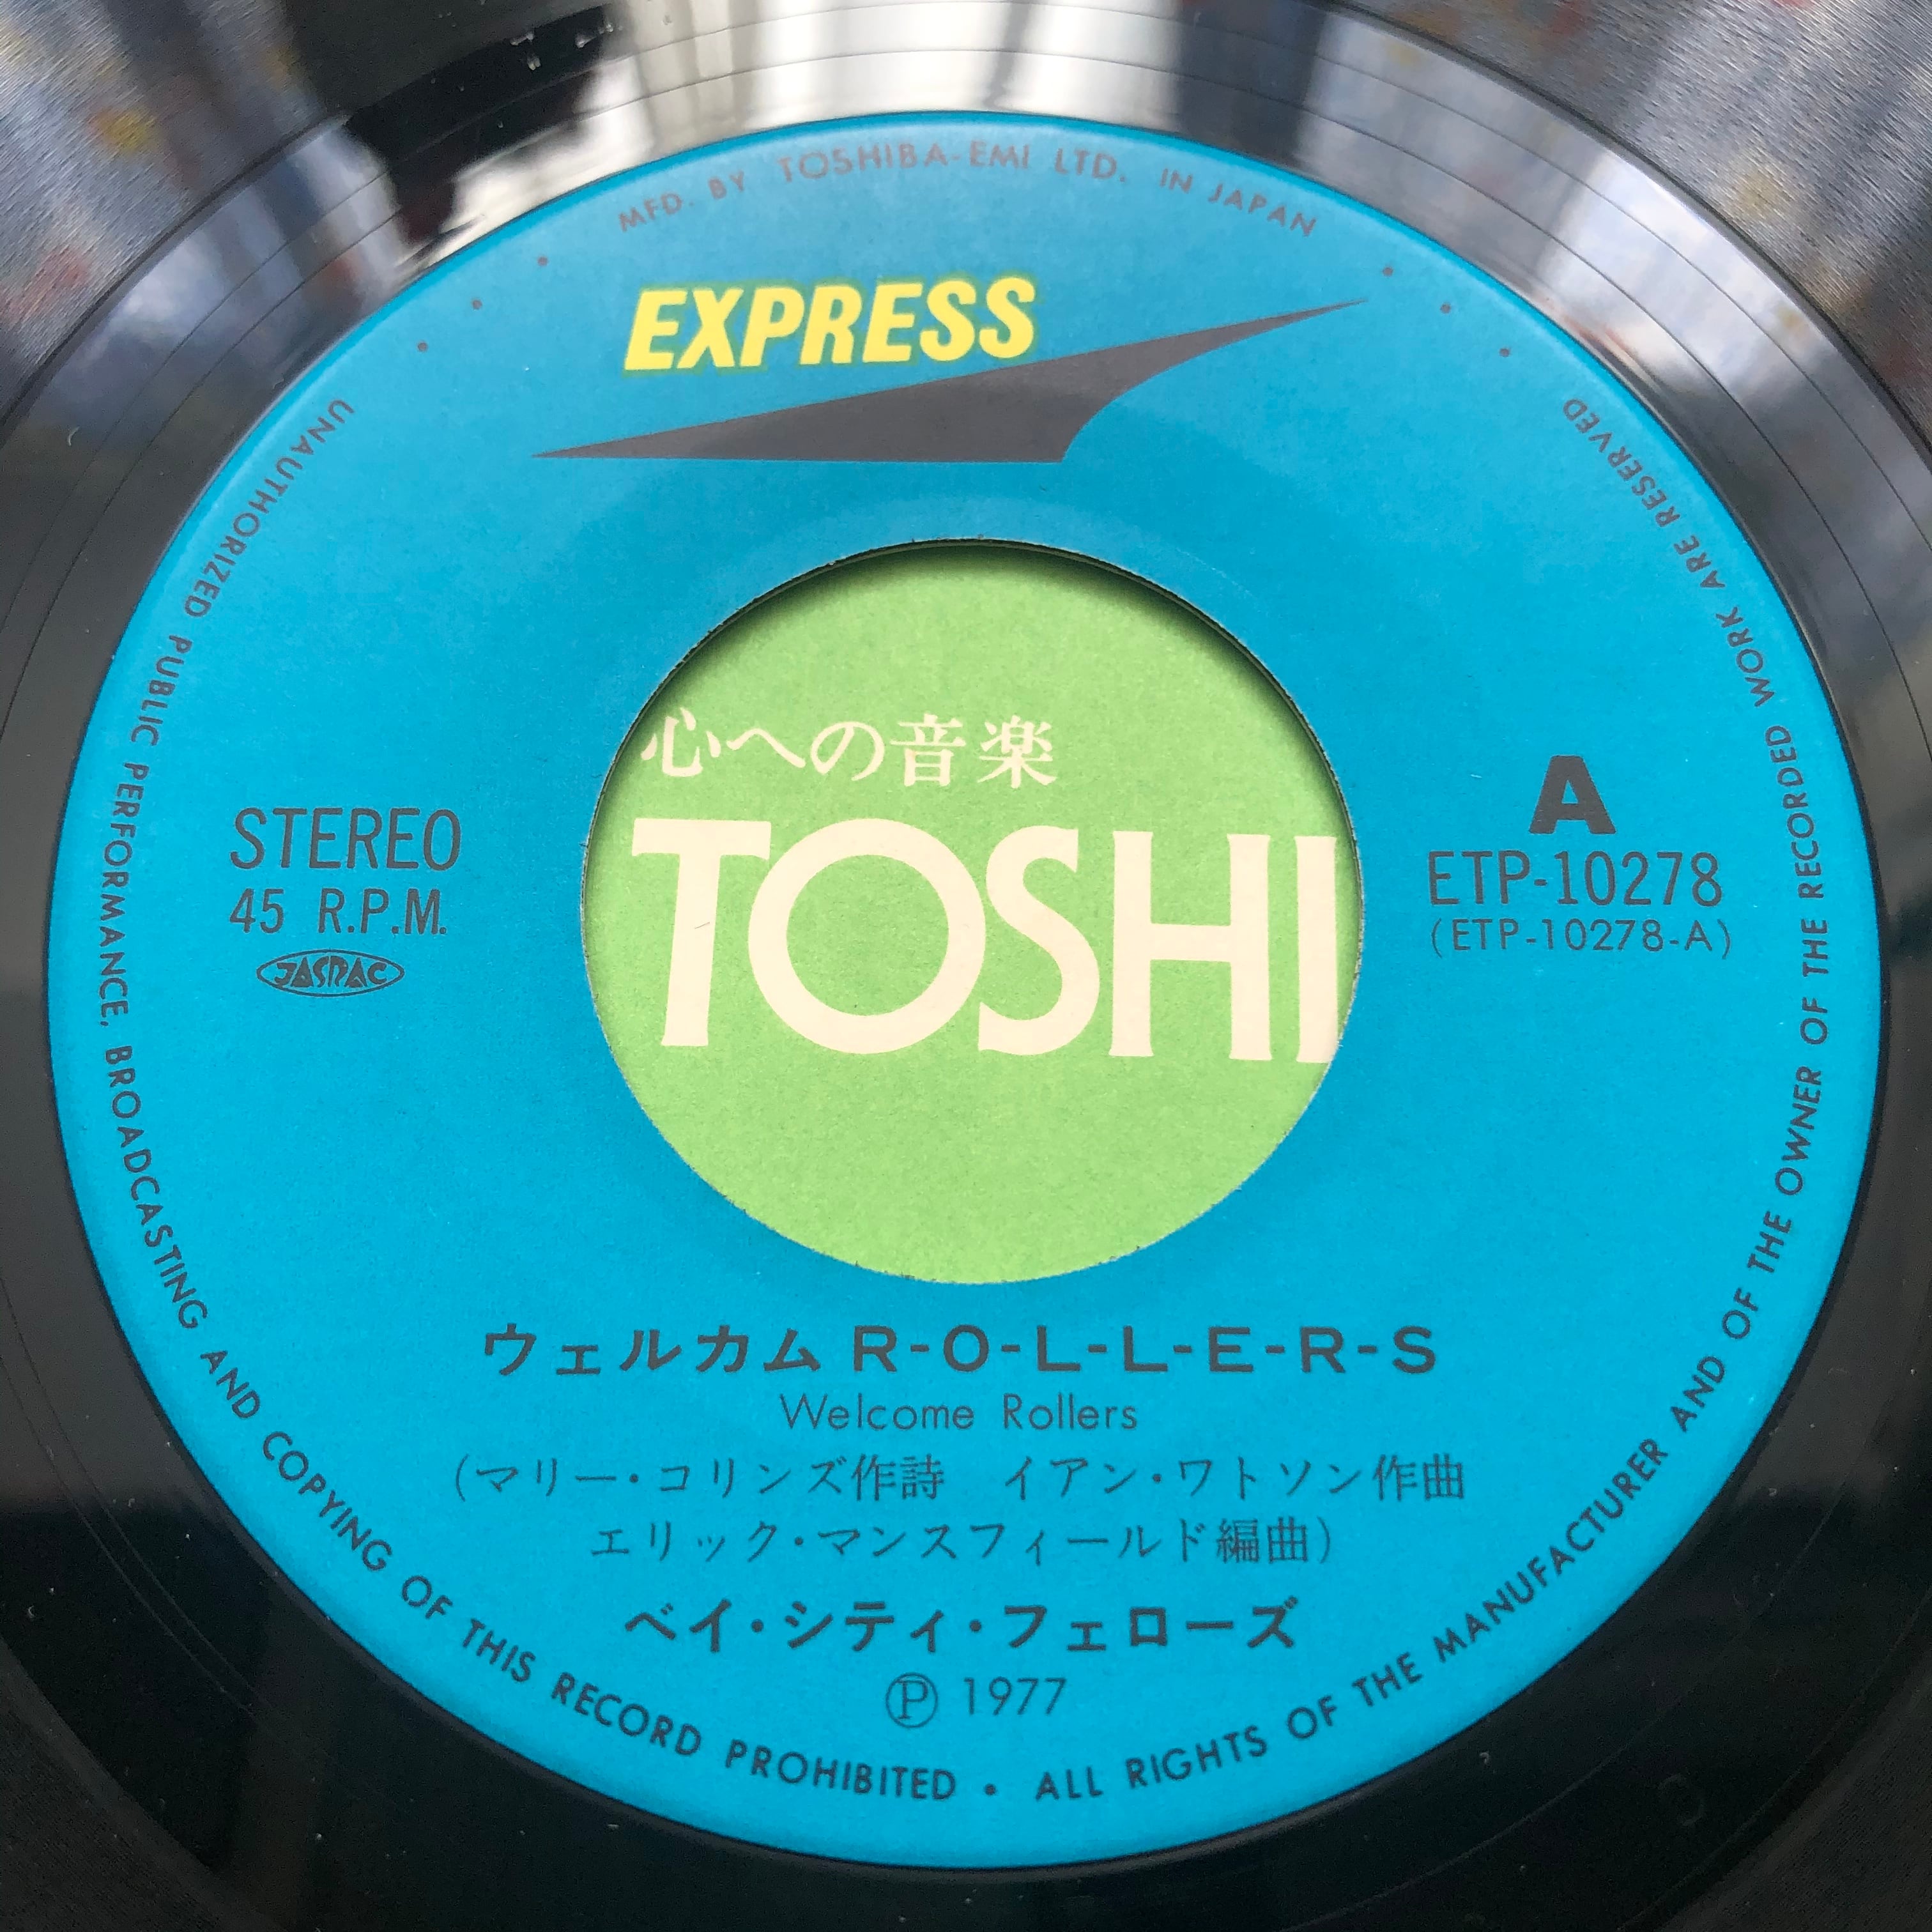 MFD. BY TOSHIBA-EMI LTD. IN JAPAN
EXPRESS
心への音楽
TOSHI
STEREO
45 R.P.M.
JASRAC
A
ETP-10278
(ETP-10278-A)
ウェルカム R-O-L-L-E-R-S
Welcome Rollers
(マリー・コリンズ作詩 イアン・ワトソン作曲
エリック・マンスフィールド編曲)
ベイ・シティ・フェローズ
Ⓟ 1977
UNAUTHORIZED PUBLIC PERFORMANCE, BROADCASTING AND COPYING OF THIS RECORD PROHIBITED • ALL RIGHTS OF THE MANUFACTURER AND OF THE OWNER OF THE RECORDED WORK ARE RESERVED